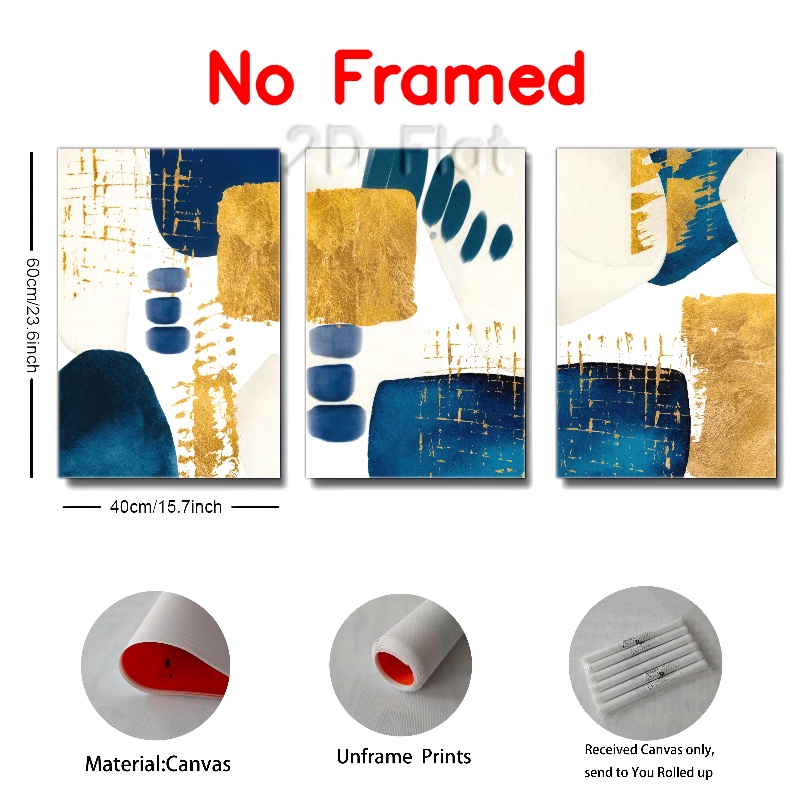 No Framed
2D Flat
60cm/23.6inch
40cm/15.7inch
Material:Canvas
Unframe Prints
Received Canvas only,
send to You Rolled up